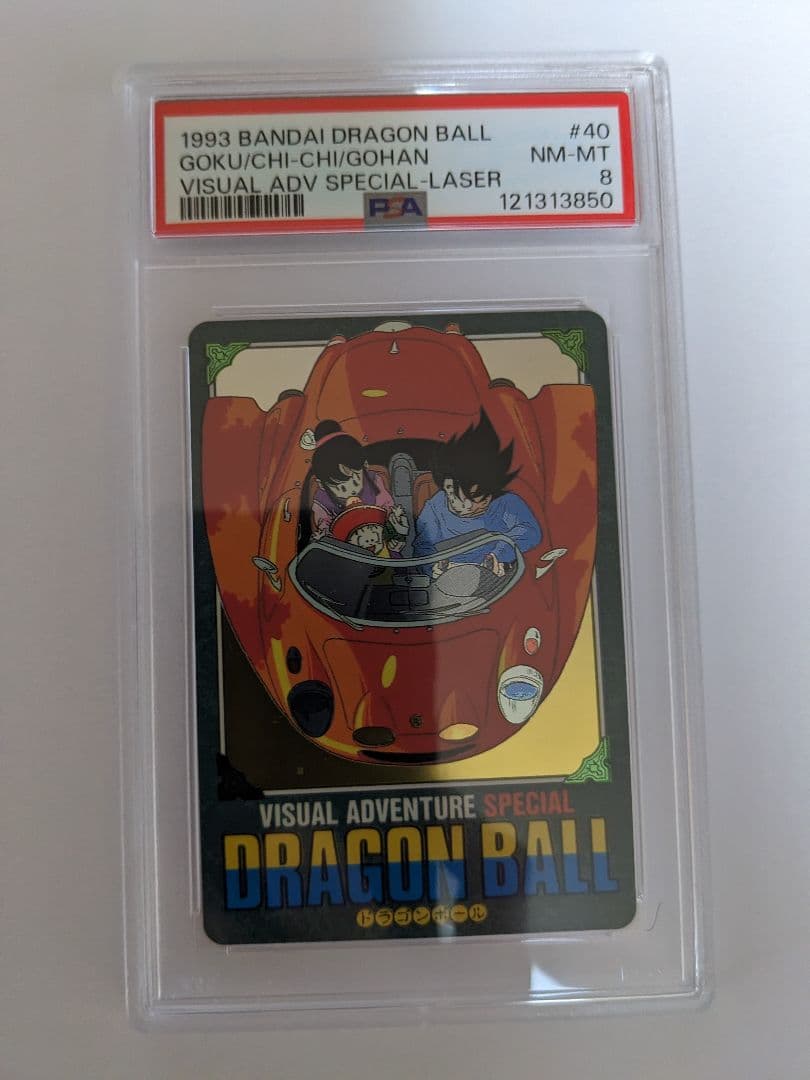 1993 BANDAI DRAGON BALL #40
GOKU/CHI-CHI/GOHAN NM-MT
VISUAL ADV SPECIAL-LASER 8
PSA 121313850
VISUAL ADVENTURE SPECIAL
DRAGON BALL
ドラゴンボール